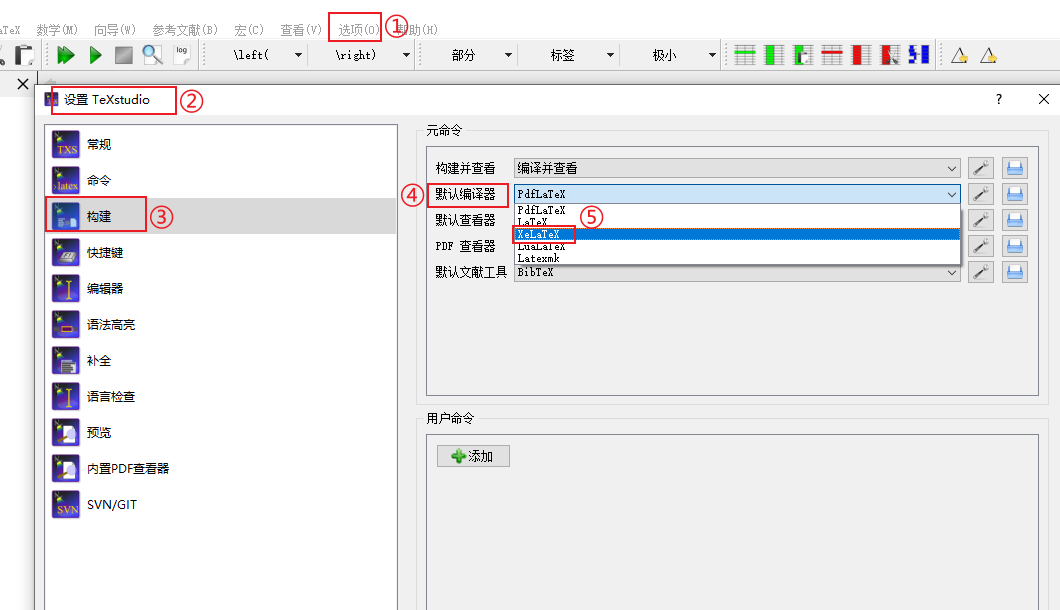 aTeX 数学(M) 向导(W) 参考文献(B) 宏(C) 查看(V) 选项(O) ① 帮助(H)
log \left( \right) 部分 标签 极小
设置 TeXstudio ② ?
TXS 常规
>latex 命令
构建 ③
快捷键
编辑器
语法高亮
补全
语言检查
预览
内置PDF查看器
SVN SVN/GIT
元命令
构建并查看 编译并查看
④ 默认编译器 PdfLaTeX
PdfLaTeX
默认查看器 LaTeX ⑤
XeLaTeX
PDF 查看器 LuaLaTeX
Latexmk
默认文献工具 BibTeX
用户命令
添加